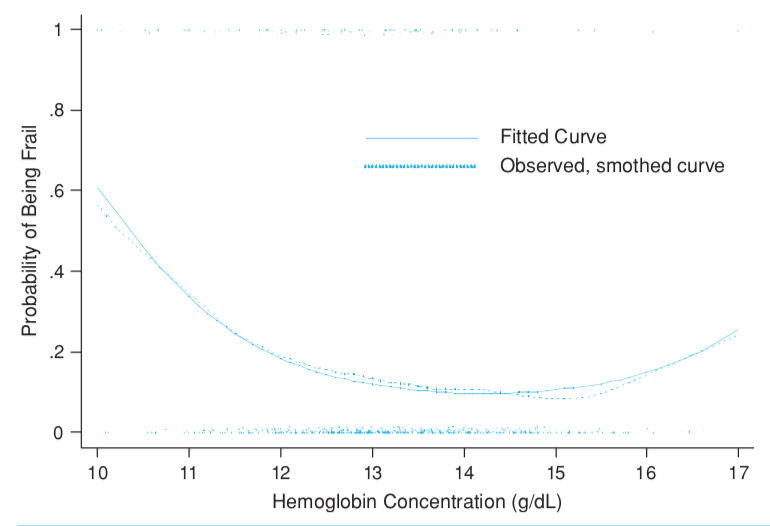 1
.8
.6
.4
.2
0
Probability of Being Frail
Fitted Curve
Observed, smothed curve
10 11 12 13 14 15 16 17
Hemoglobin Concentration (g/dL)